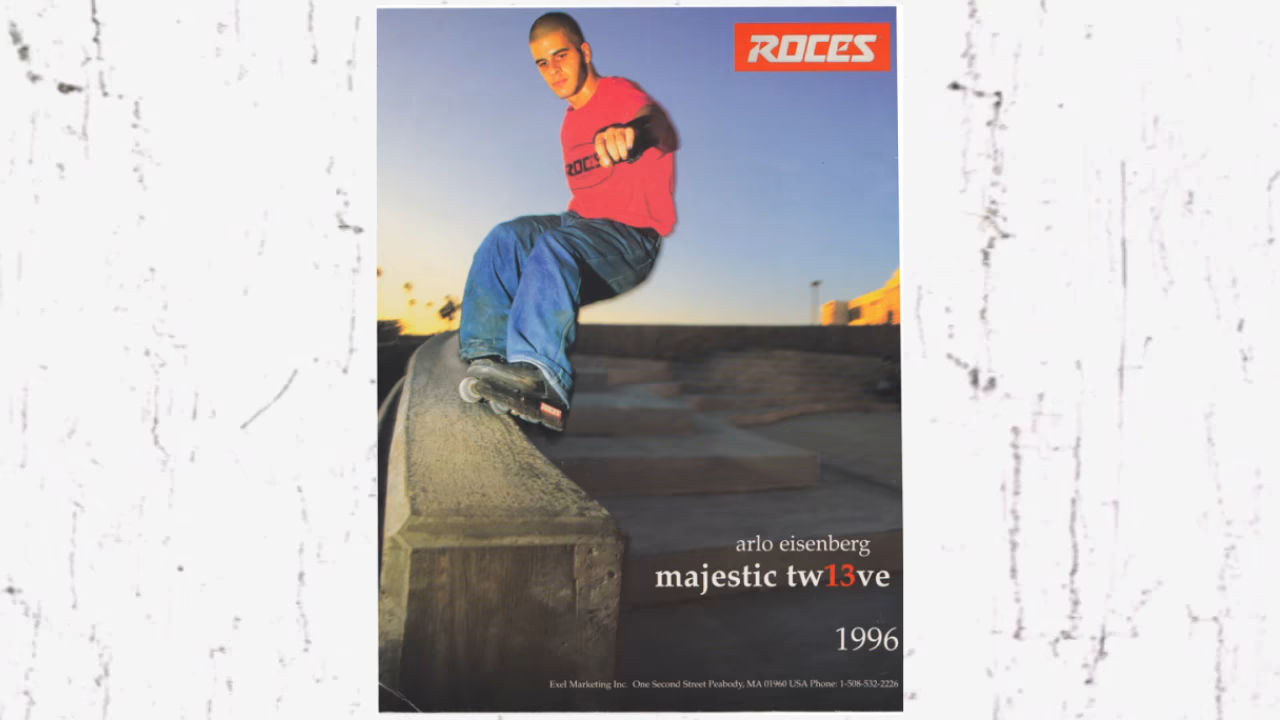 ROCES
ROCES
ROCES
arlo eisenberg
majestic tw13ve
1996
Exel Marketing Inc. One Second Street Peabody, MA 01960 USA Phone: 1-508-532-2226